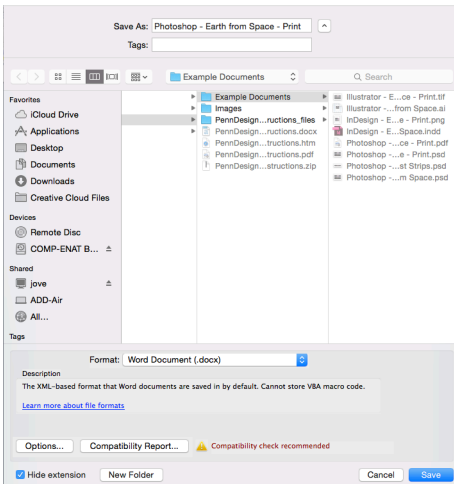 Save As: Photoshop - Earth from Space - Print
Tags:
Example Documents
Search
Favorites
iCloud Drive
Applications
Desktop
Documents
Downloads
Creative Cloud Files
Devices
Remote Disc
COMP-ENAT B...
Shared
jove
ADD-Air
All...
Tags
Example Documents
Images
PennDesign...ructions_files
PennDesign...ructions.docx
PennDesign...tructions.htm
PennDesign...tructions.pdf
PennDesign...structions.zip
Illustrator - E...ce - Print.tif
Illustrator -...from Space.ai
InDesign - E...e - Print.png
InDesign - E...Space.indd
Photoshop -...ce - Print.pdf
Photoshop -...e - Print.psd
Photoshop -...st Strips.psd
Photoshop -...m Space.psd
Format: Word Document (.docx)
Description
The XML-based format that Word documents are saved in by default. Cannot store VBA macro code.
Learn more about file formats
Options... Compatibility Report... Compatibility check recommended
Hide extension New Folder Cancel Save